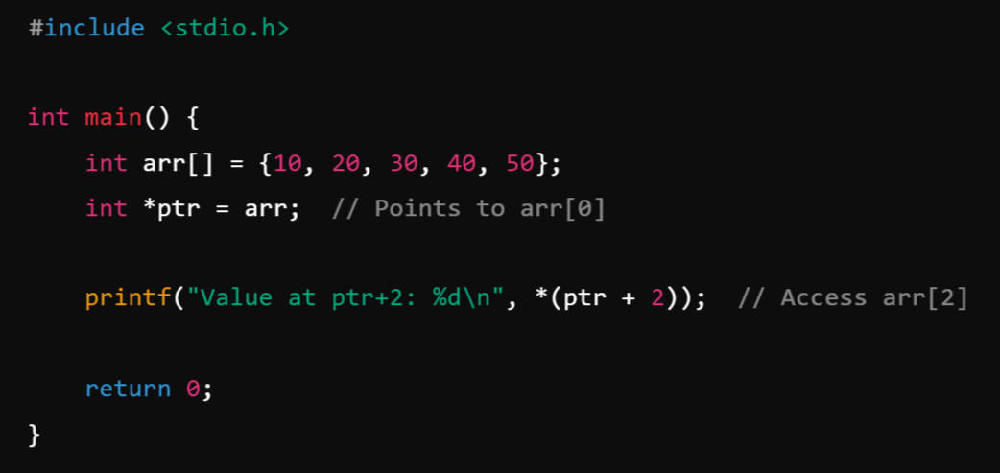 #include <stdio.h>
int main() {
    int arr[] = {10, 20, 30, 40, 50};
    int *ptr = arr;  // Points to arr[0]
    printf("Value at ptr+2: %d\n", *(ptr + 2));  // Access arr[2]
    return 0;
}